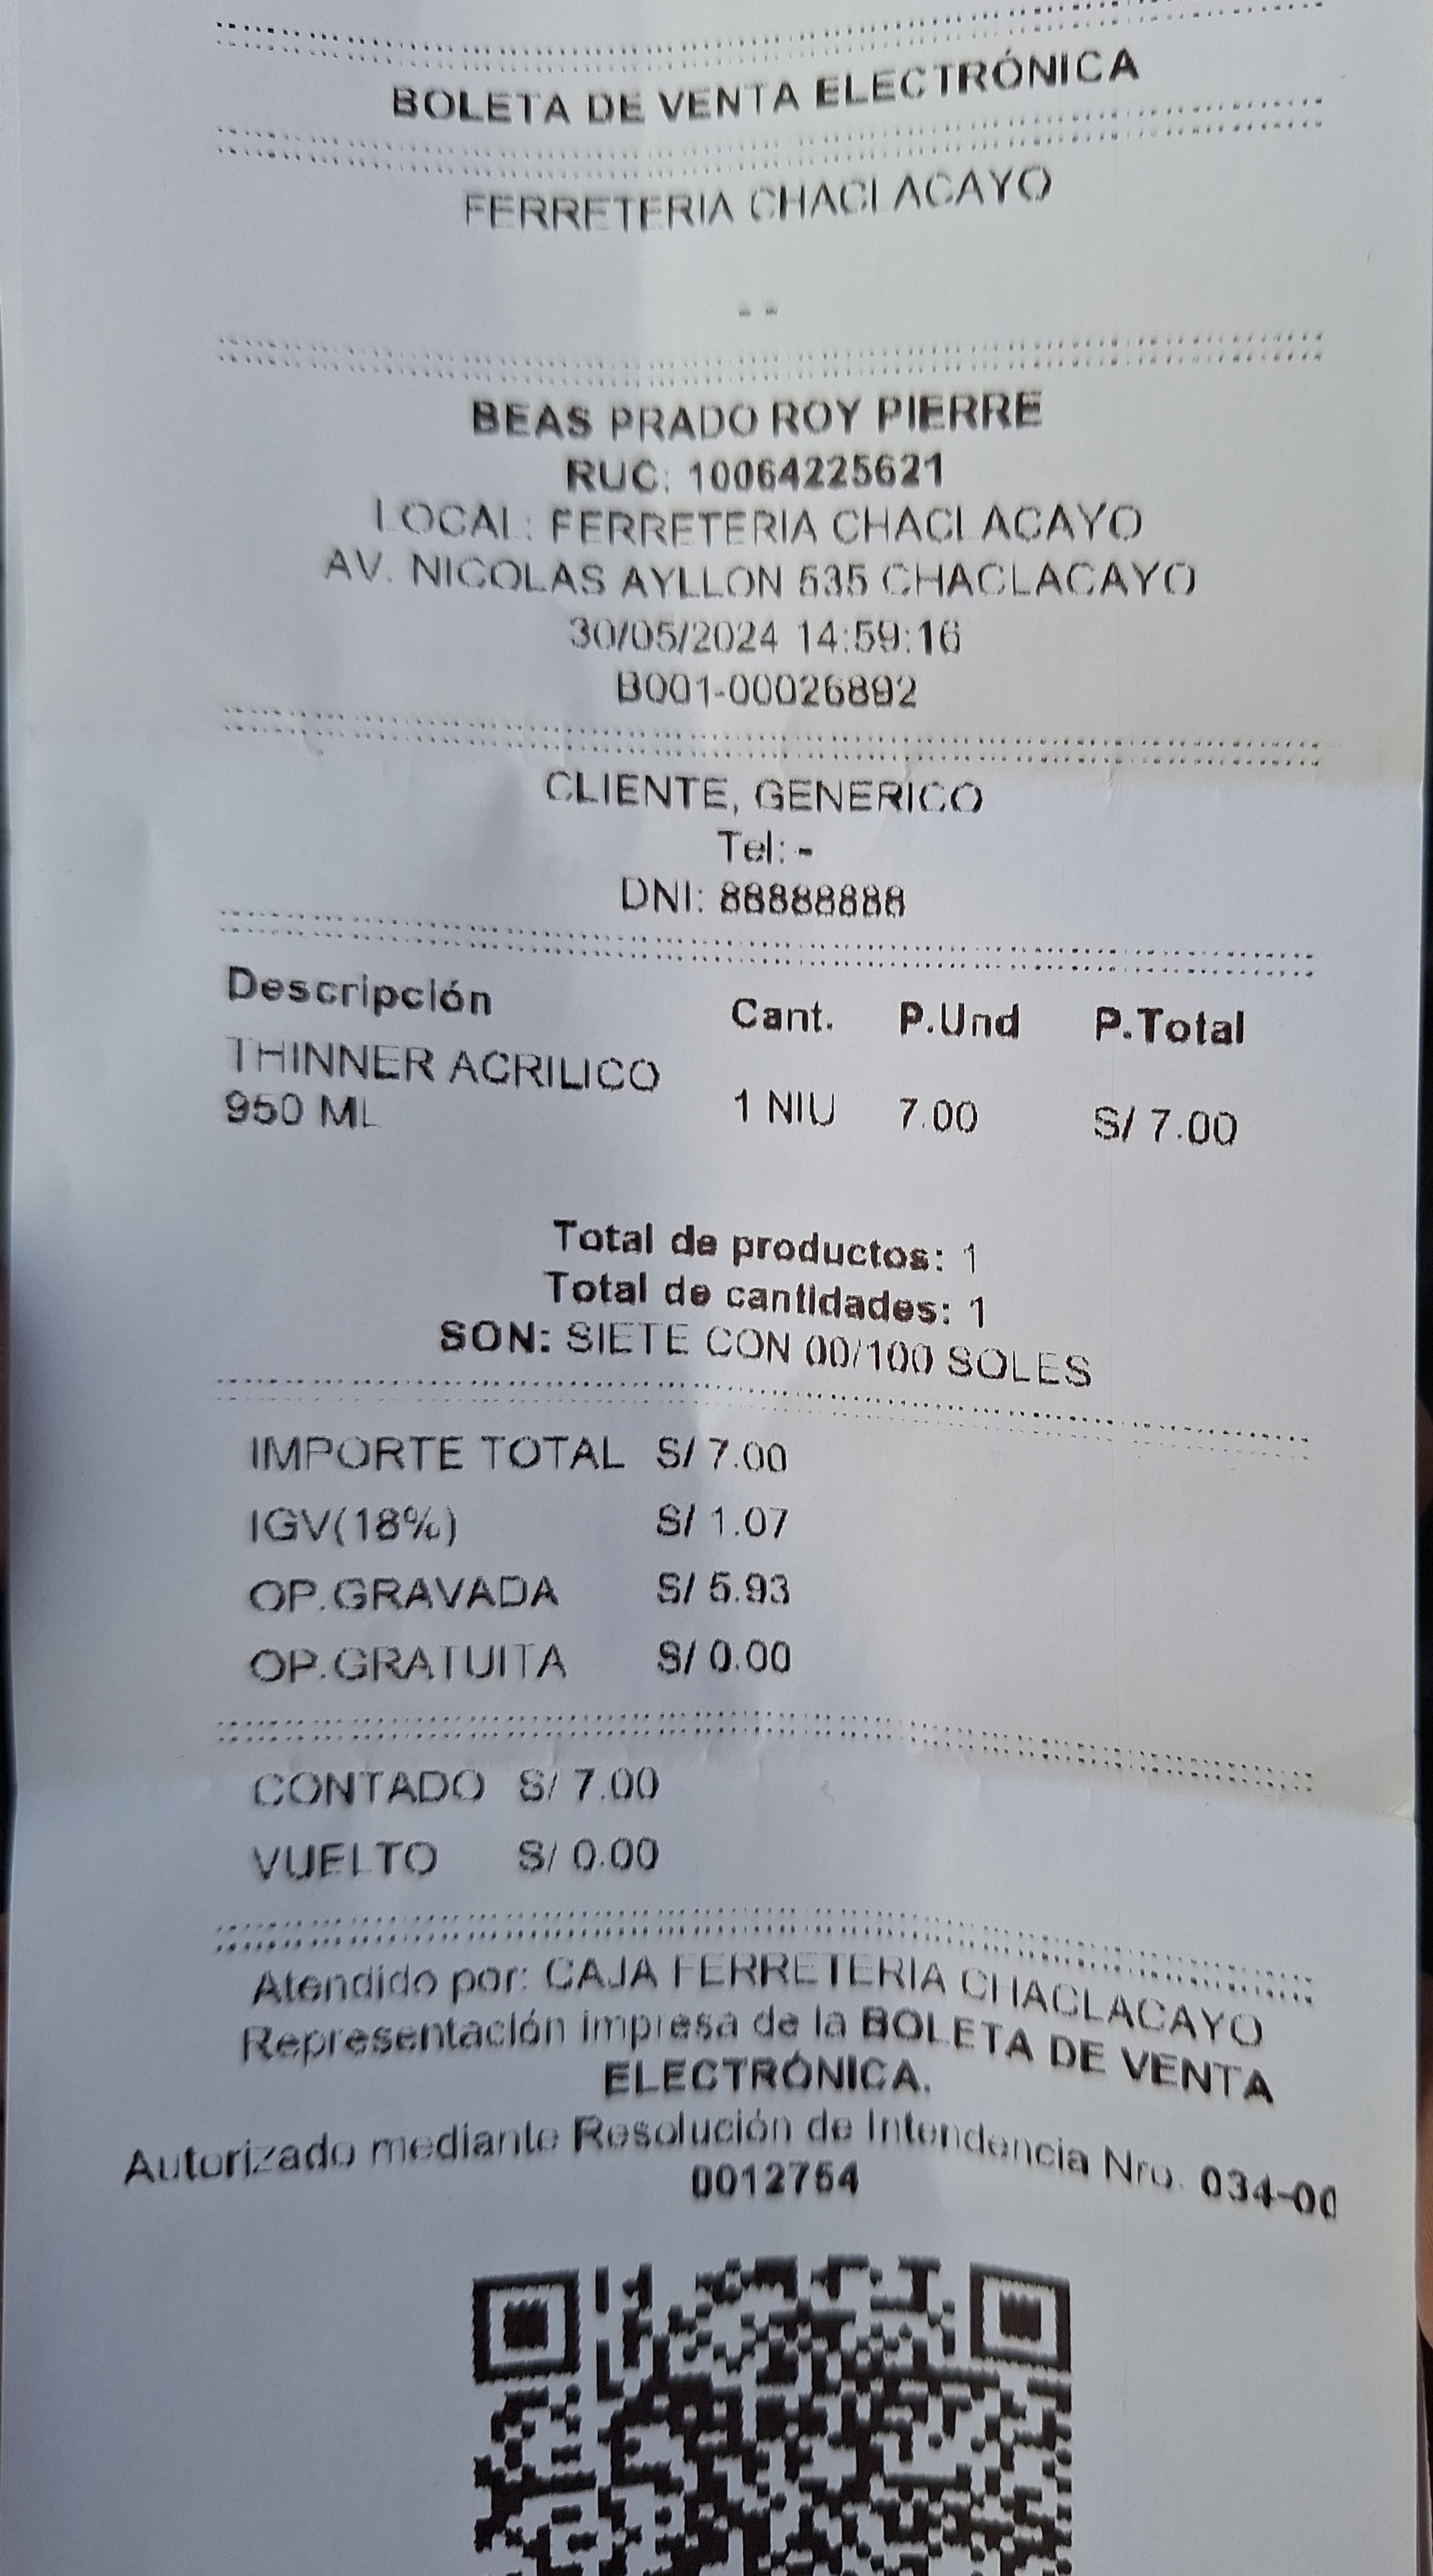 BOLETA DE VENTA ELECTRÓNICA
FERRETERIA CHACLACAYO
- -
BEAS PRADO ROY PIERRE
RUC: 10064225621
LOCAL: FERRETERIA CHACLACAYO
AV. NICOLAS AYLLON 535 CHACLACAYO
30/05/2024 14:59:16
B001-00026892
CLIENTE, GENERICO
Tel: -
DNI: 88888888
Descripción Cant. P.Und P.Total
THINNER ACRILICO
950 ML 1 NIU 7.00 S/ 7.00
Total de productos: 1
Total de cantidades: 1
SON: SIETE CON 00/100 SOLES
IMPORTE TOTAL S/ 7.00
IGV(18%) S/ 1.07
OP.GRAVADA S/ 5.93
OP.GRATUITA S/ 0.00
CONTADO S/ 7.00
VUELTO S/ 0.00
Atendido por: CAJA FERRETERIA CHACLACAYO
Representación impresa de la BOLETA DE VENTA
ELECTRÓNICA.
Autorizado mediante Resolución de Intendencia Nro. 034-00
0012754